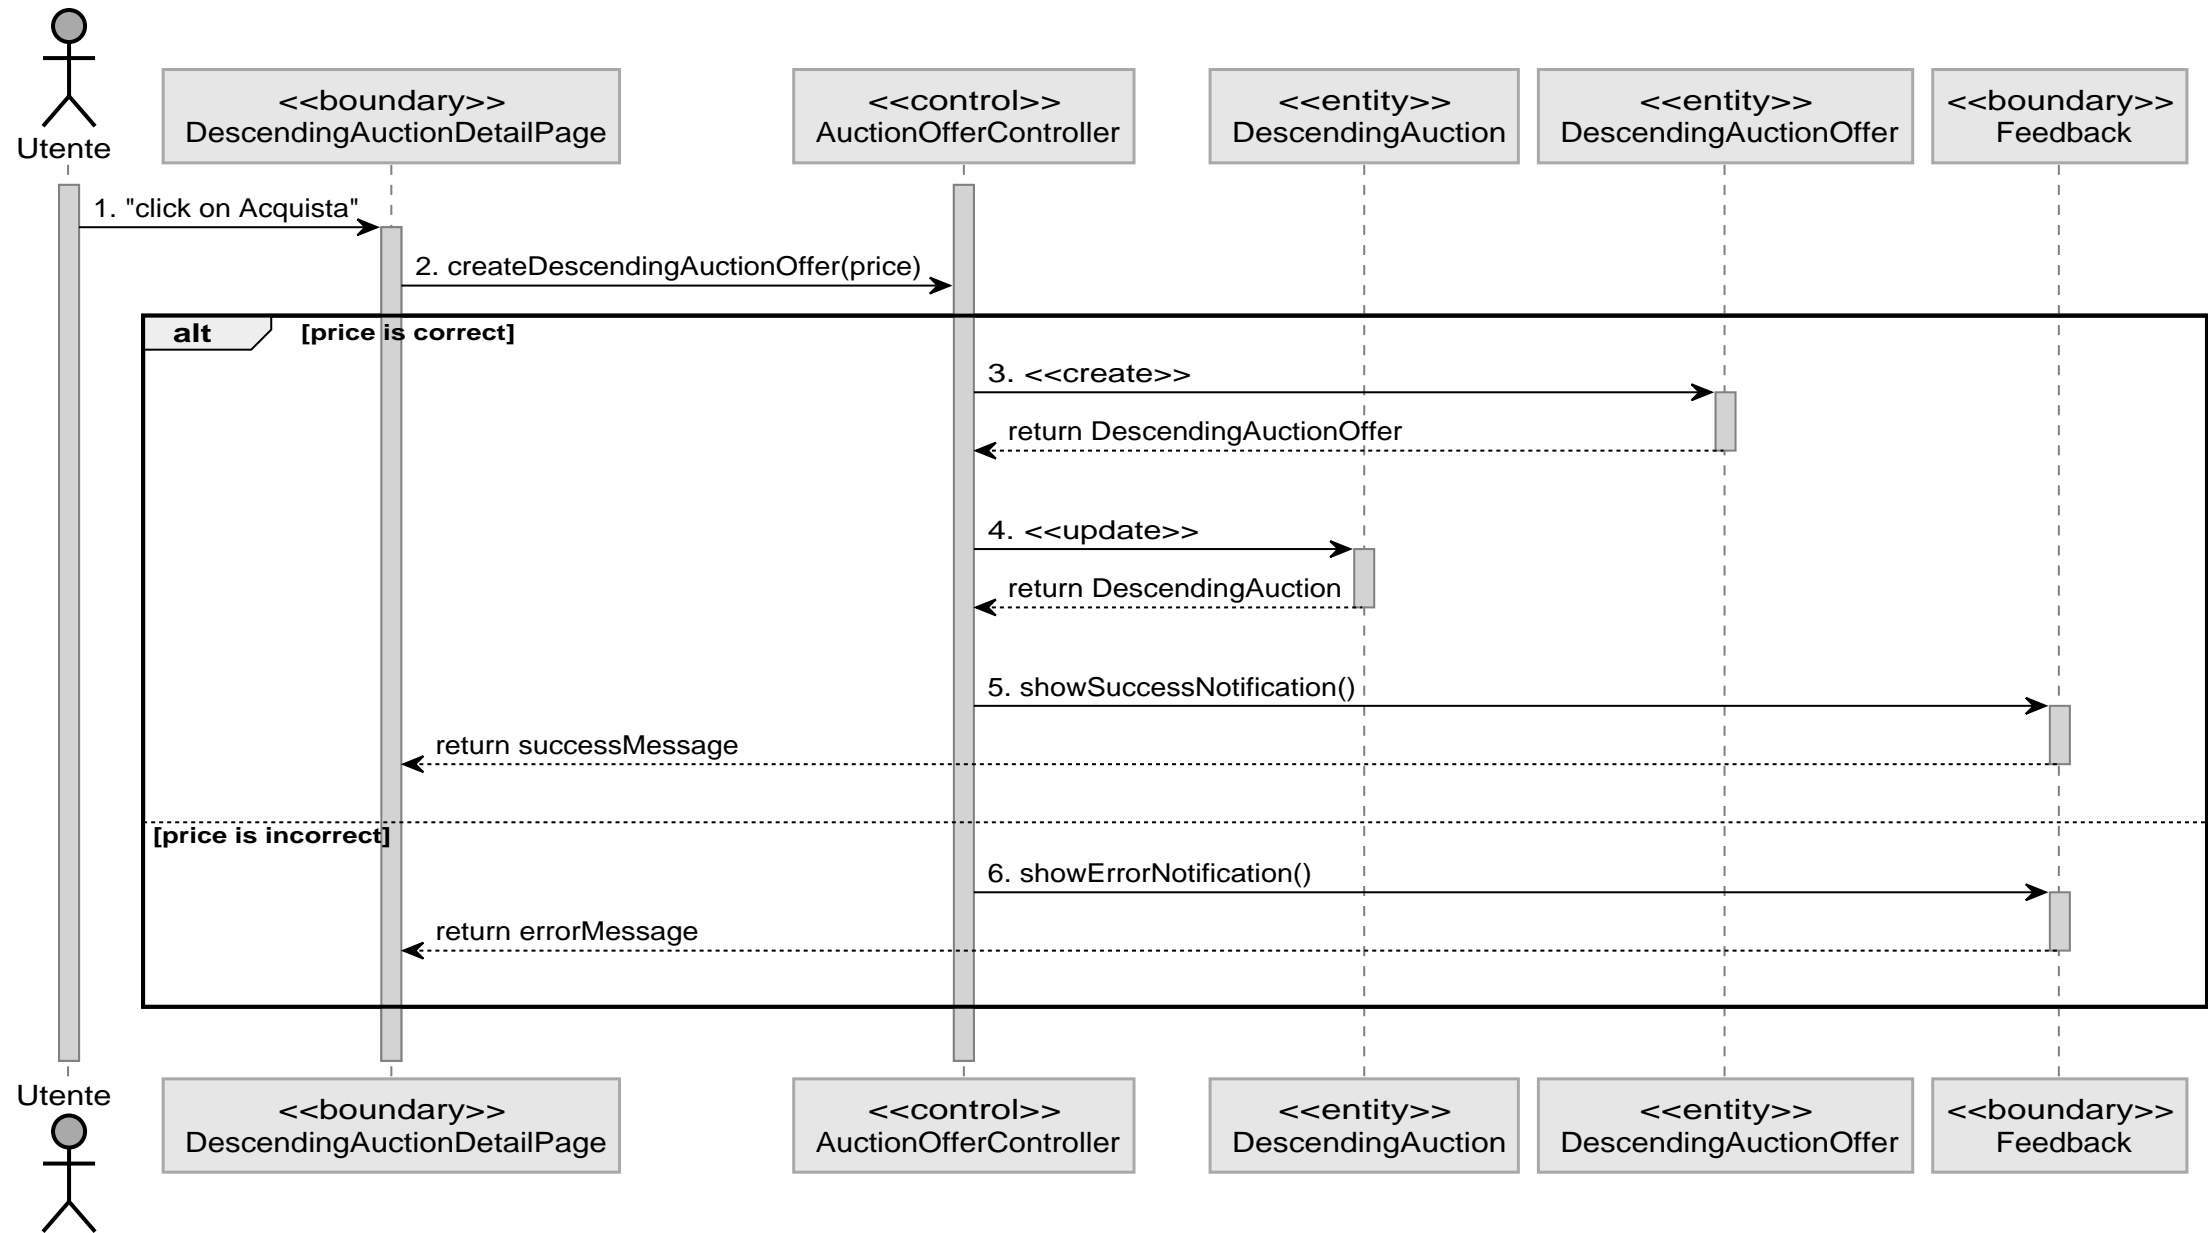 Utente
<<boundary>>
DescendingAuctionDetailPage
<<control>>
AuctionOfferController
<<entity>>
DescendingAuction
<<entity>>
DescendingAuctionOffer
<<boundary>>
Feedback
1. "click on Acquista"
2. createDescendingAuctionOffer(price)
alt [price is correct]
3. <<create>>
return DescendingAuctionOffer
4. <<update>>
return DescendingAuction
5. showSuccessNotification()
return successMessage
[price is incorrect]
6. showErrorNotification()
return errorMessage
Utente
<<boundary>>
DescendingAuctionDetailPage
<<control>>
AuctionOfferController
<<entity>>
DescendingAuction
<<entity>>
DescendingAuctionOffer
<<boundary>>
Feedback